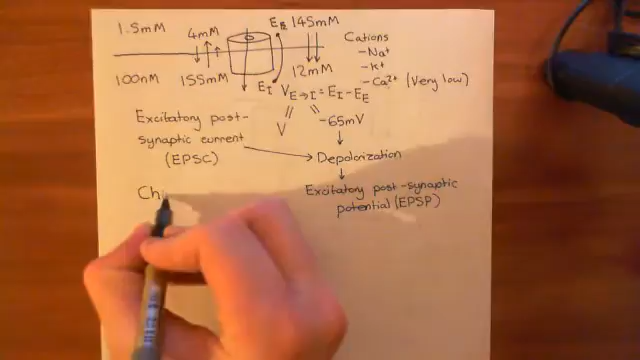 1.5mM 4mM E_E 145mM
100nM 155mM E_I 12mM
Cations
-Na⁺
-K⁺
-Ca²⁺ (Very low)
V_E→I = E_I - E_E
V -65mV
Excitatory post-
synaptic current
(EPSC)
Depolorization
Excitatory post-synaptic
potential (EPSP)
Ch